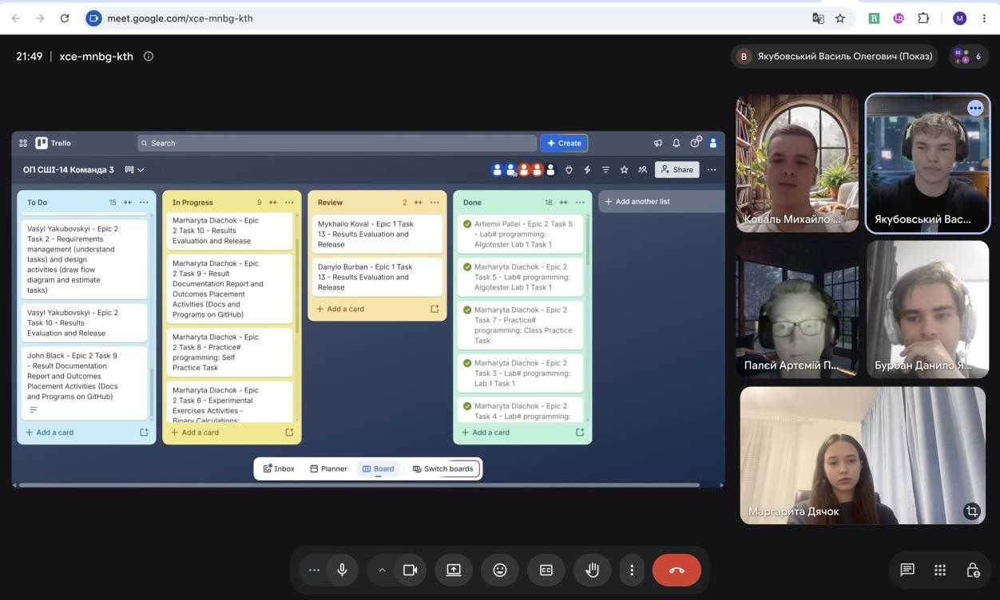 meet.google.com/xce-mnbg-kth
M
21:49 | xce-mnbg-kth
В Якубовський Василь Олегович (Показ)
6
Trello
Search
Create
ОП СШІ-14 Команда 3
Share
To Do 15
Vasyl Yakubovskyi - Epic 2
Task 2 - Requirements
management (understand
tasks) and design
activities (draw flow
diagram and estimate
tasks)
Vasyl Yakubovskyi - Epic 2
Task 10 - Results
Evaluation and Release
John Black - Epic 2 Task 9
- Result Documentation
Report and Outcomes
Placement Activities (Docs
and Programs on GitHub)
+ Add a card
In Progress 9
Marharyta Diachok - Epic
2 Task 10 - Results
Evaluation and Release
Marharyta Diachok - Epic
2 Task 9 - Result
Documentation Report and
Outcomes Placement
Activities (Docs and
Programs on GitHub)
Marharyta Diachok - Epic
2 Task 8 - Practice#
programming: Self
Practice Task
Marharyta Diachok - Epic
2 Task 6 - Experimental
Exercises Activities -
Binary Calculations:
+ Add a card
Review 2
Mykhailo Koval - Epic 1 Task
13 - Results Evaluation and
Release
Danylo Burban - Epic 1 Task
13 - Results Evaluation and
Release
+ Add a card
Done 18
Artiemii Paliei - Epic 2 Task 5
- Lab# programming:
Algotester Lab 1 Task 1
Marharyta Diachok - Epic 2
Task 5 - Lab# programming:
Algotester Lab 1 Task 1
Marharyta Diachok - Epic 2
Task 7 - Practice#
programming: Class Practice
Task
Marharyta Diachok - Epic 2
Task 3 - Lab# programming:
Lab 1 Task 1
Marharyta Diachok - Epic 2
Task 4 - Lab# programming:
+ Add a card
+ Add another list
Inbox
Planner
Board
Switch boards
Коваль Михайло ...
Якубовський Вас...
Палєй Артємій П...
Бурбан Данило Я...
Маргарита Дячок